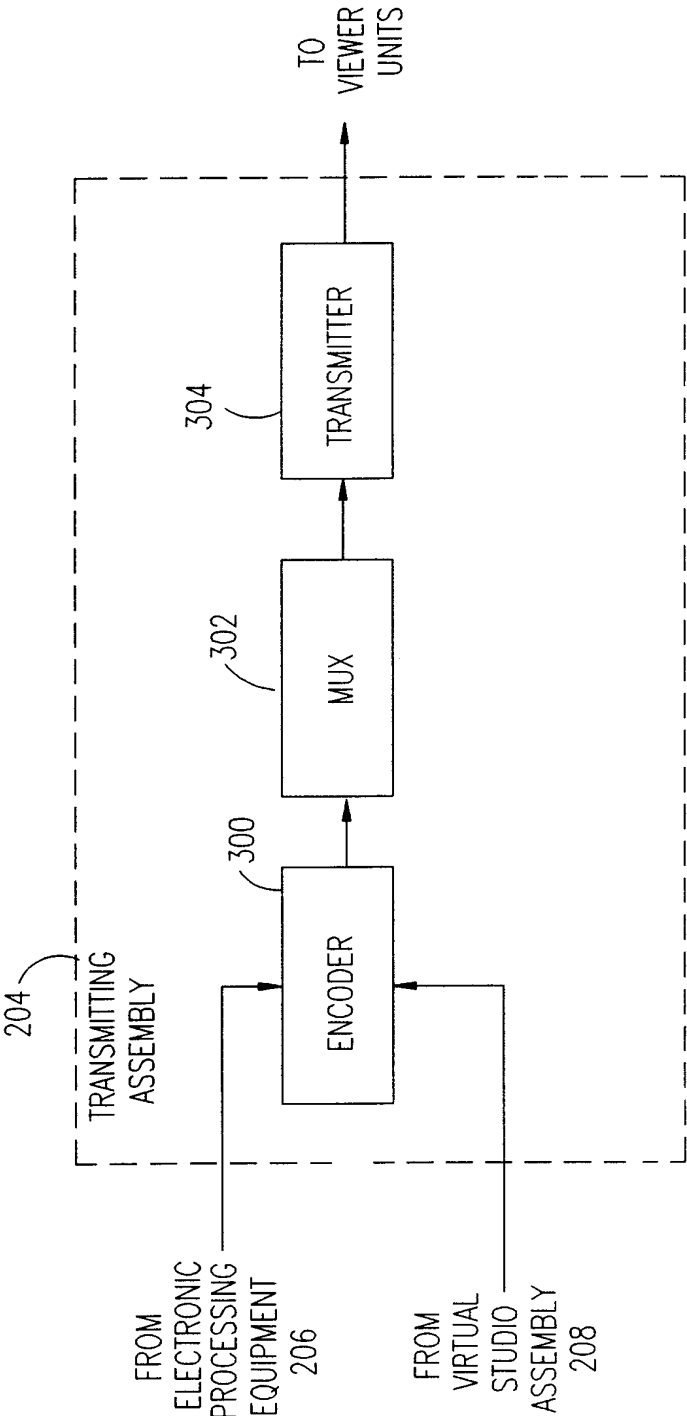 204
TRANSMITTING
ASSEMBLY
FROM
ELECTRONIC
PROCESSING
EQUIPMENT
206
FROM
VIRTUAL
STUDIO
ASSEMBLY
208
300
ENCODER
302
MUX
304
TRANSMITTER
TO
VIEWER
UNITS